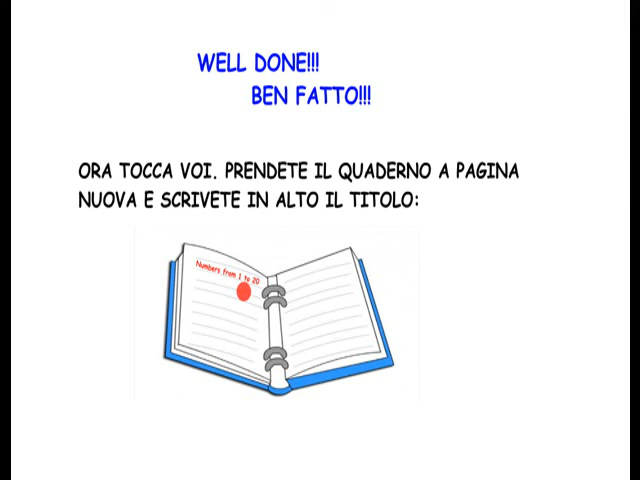 WELL DONE!!!
BEN FATTO!!!
ORA TOCCA VOI. PRENDETE IL QUADERNO A PAGINA
NUOVA E SCRIVETE IN ALTO IL TITOLO:
Numbers from 1 to 20